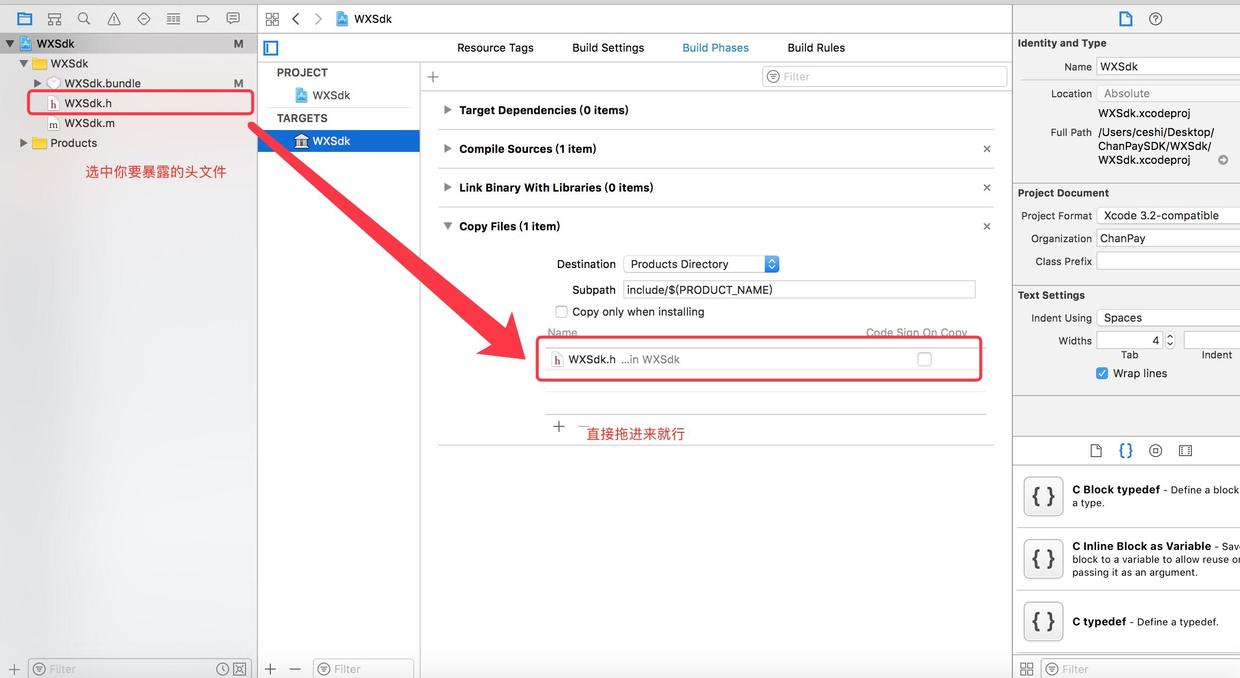 WXSdk
WXSdk M
WXSdk
WXSdk.bundle M
WXSdk.h
WXSdk.m
Products
选中你要暴露的头文件
Filter
Resource Tags Build Settings Build Phases Build Rules
PROJECT
WXSdk
TARGETS
WXSdk
Filter
Filter
Target Dependencies (0 items)
Compile Sources (1 item)
Link Binary With Libraries (0 items)
Copy Files (1 item)
Destination Products Directory
Subpath include/$(PRODUCT_NAME)
Copy only when installing
Name Code Sign On Copy
WXSdk.h ...in WXSdk
直接拖进来就行
Identity and Type
Name WXSdk
Location Absolute
WXSdk.xcodeproj
Full Path /Users/ceshi/Desktop/
ChanPaySDK/WXSdk/
WXSdk.xcodeproj
Project Document
Project Format Xcode 3.2-compatible
Organization ChanPay
Class Prefix
Text Settings
Indent Using Spaces
Widths 4
Tab Indent
Wrap lines
{ } C Block typedef - Define a block
a type.
{ } C Inline Block as Variable - Sav
block to a variable to allow reuse o
passing it as an argument.
{ } C typedef - Define a typedef.
Filter